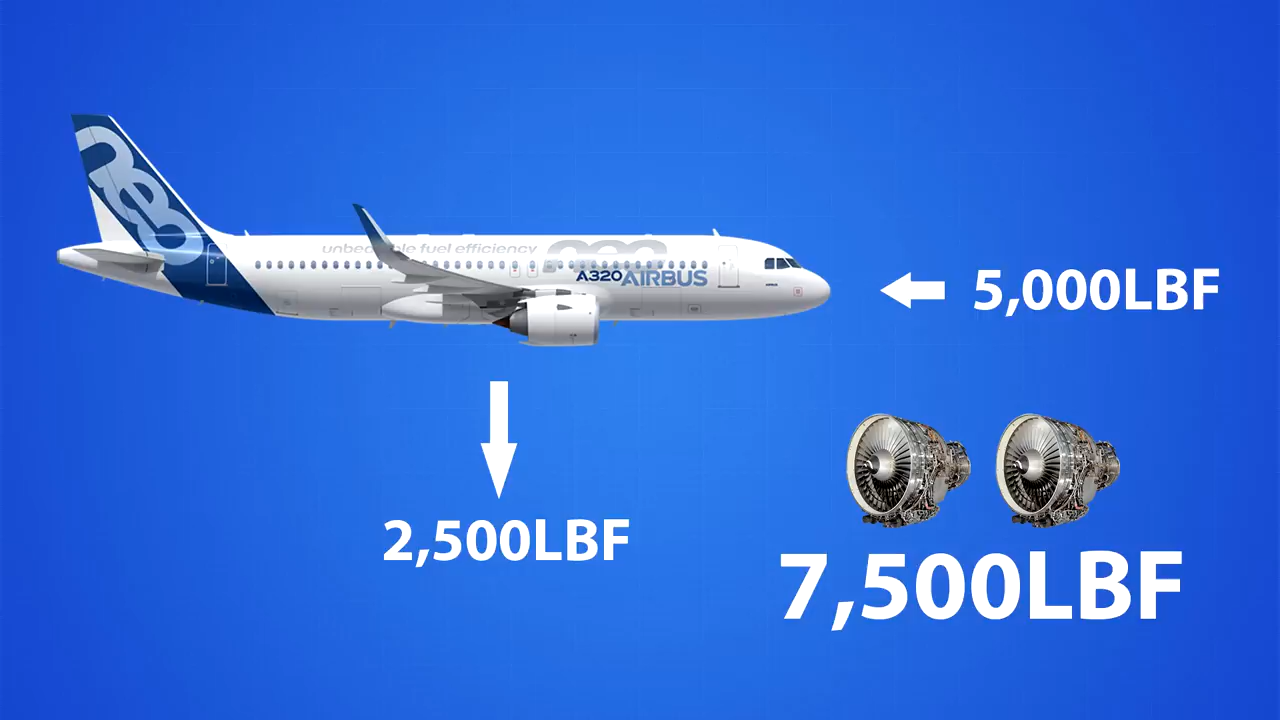 neo
unbeatable fuel efficiency
neo
A320 AIRBUS
5,000LBF
2,500LBF
7,500LBF